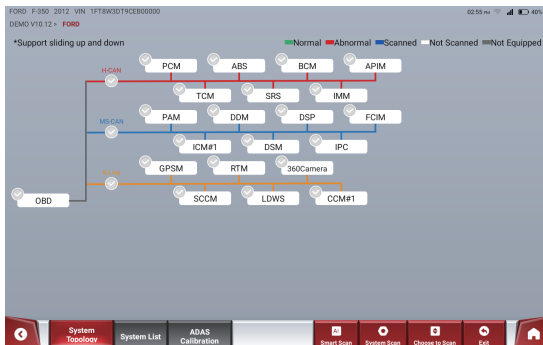 FORD F-350 2012 VIN 1FT8W3DT9CEB00000
02:55 PM 40%
DEMO V10.12 > FORD
*Support sliding up and down
Normal Abnormal Scanned Not Scanned Not Equipped
PCM ABS BCM APIM
H-CAN
TCM SRS IMM
PAM DDM DSP FCIM
MS-CAN
ICM#1 DSM IPC
GPSM RTM 360Camera
OBD
SCCM LDWS CCM#1
System Topology
System List
ADAS Calibration
AI
Smart Scan
System Scan
Choose to Scan
Exit